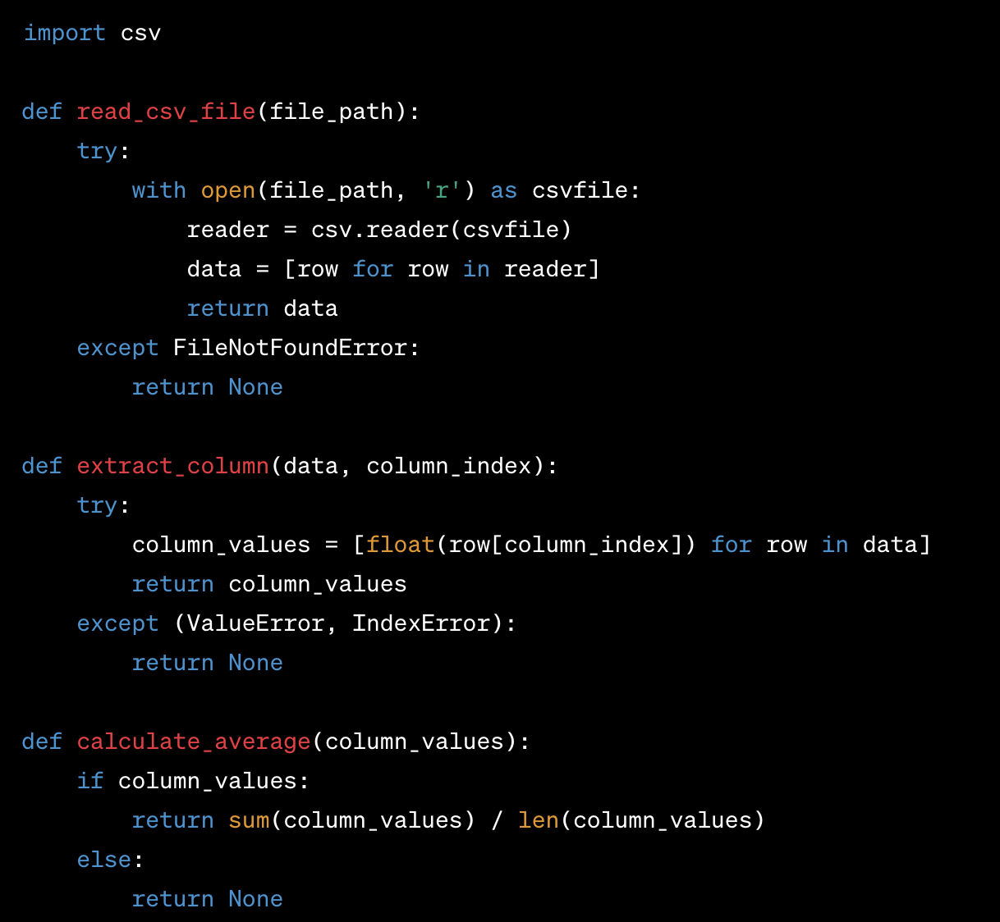 import csv

def read_csv_file(file_path):
    try:
        with open(file_path, 'r') as csvfile:
            reader = csv.reader(csvfile)
            data = [row for row in reader]
            return data
    except FileNotFoundError:
        return None

def extract_column(data, column_index):
    try:
        column_values = [float(row[column_index]) for row in data]
        return column_values
    except (ValueError, IndexError):
        return None

def calculate_average(column_values):
    if column_values:
        return sum(column_values) / len(column_values)
    else:
        return None